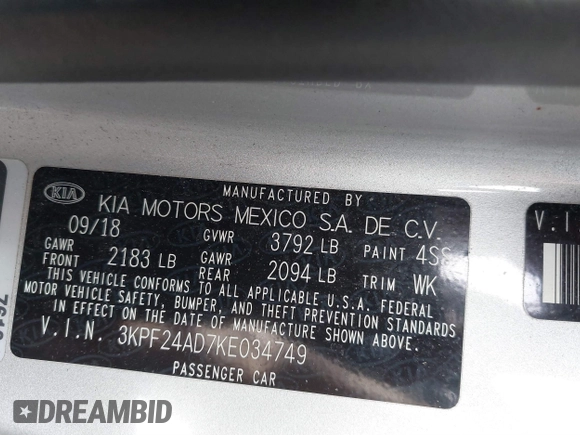 MANUFACTURED BY
KIA KIA MOTORS MEXICO S.A. DE C.V.
09/18 GVWR 3792 LB PAINT 4SS
GAWR FRONT 2183 LB GAWR REAR 2094 LB TRIM WK
THIS VEHICLE CONFORMS TO ALL APPLICABLE U.S.A. FEDERAL
MOTOR VEHICLE SAFETY, BUMPER, AND THEFT PREVENTION STANDARDS
IN EFFECT ON THE DATE OF MANUFACTURE SHOWN ABOVE.
V.I.N. 3KPF24AD7KE034749
PASSENGER CAR
V.I
DREAMBID